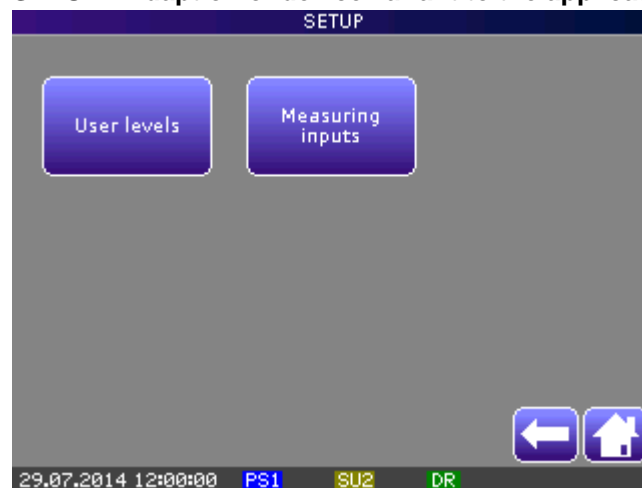 SETUP
User levels
Measuring
inputs
29.07.2014 12:00:00 PS1 SU2 DR